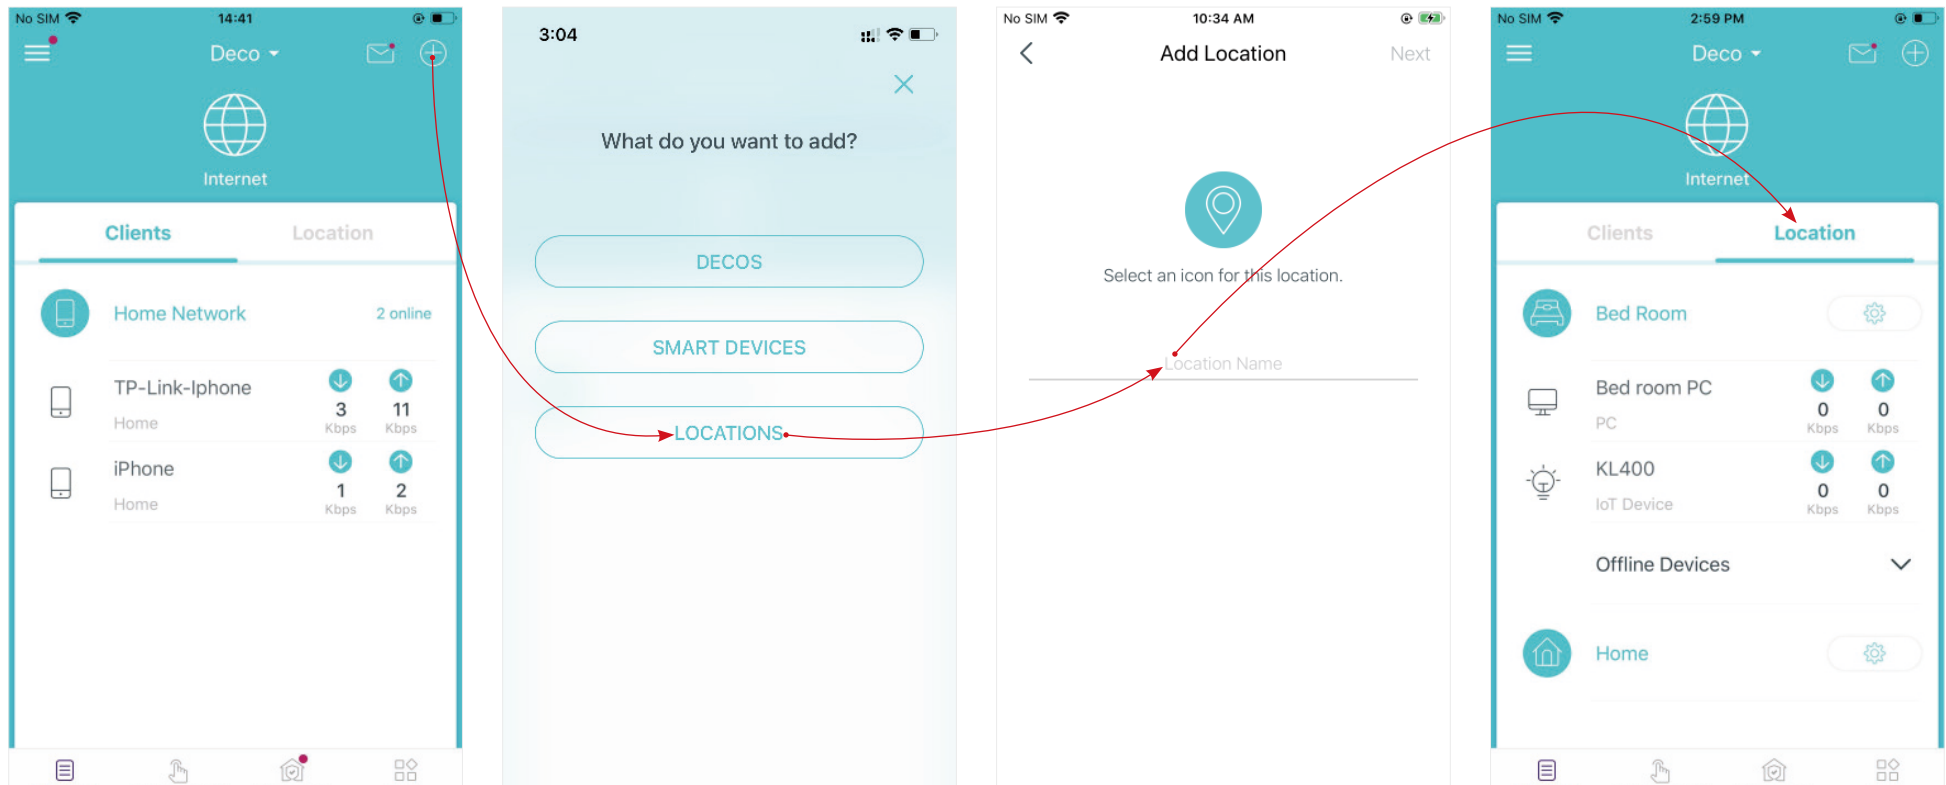 No SIM 14:41
Deco
Internet
Clients Location
Home Network 2 online
TP-Link-Iphone
Home
3 11
Kbps Kbps
iPhone
Home
1 2
Kbps Kbps
3:04
What do you want to add?
DECOS
SMART DEVICES
LOCATIONS
No SIM 10:34 AM
Add Location Next
Select an icon for this location.
Location Name
No SIM 2:59 PM
Deco
Internet
Clients Location
Bed Room
Bed room PC
PC
0 0
Kbps Kbps
KL400
IoT Device
0 0
Kbps Kbps
Offline Devices
Home